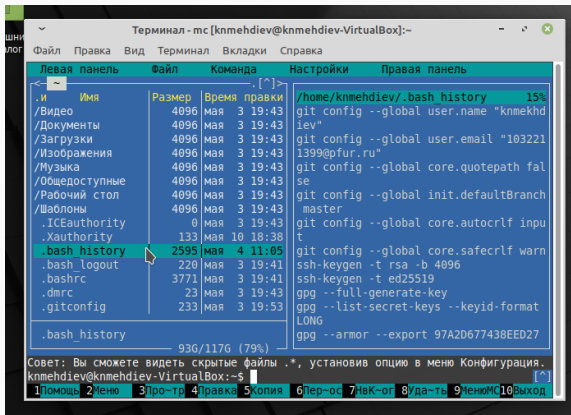 Терминал - mc [knmehdiev@knmehdiev-VirtualBox]:~
Файл Правка Вид Терминал Вкладки Справка
Левая панель Файл Команда Настройки Правая панель
<- ~ .[^]>
.и Имя Размер Время правки
/Видео 4096 мая 3 19:43
/Документы 4096 мая 3 19:43
/Загрузки 4096 мая 3 19:43
/Изображения 4096 мая 3 19:43
/Музыка 4096 мая 3 19:43
/Общедоступные 4096 мая 3 19:43
/Рабочий стол 4096 мая 3 19:43
/Шаблоны 4096 мая 3 19:43
.ICEauthority 0 мая 3 19:43
.Xauthority 133 мая 10 18:38
.bash_history 2595 мая 4 11:05
.bash_logout 220 мая 3 19:41
.bashrc 3771 мая 3 19:41
.dmrc 23 мая 3 19:43
.gitconfig 233 мая 3 19:53
.bash_history
93G/117G (79%)
/home/knmehdiev/.bash_history 15%
git config --global user.name "knmekhd
iev"
git config --global user.email "103221
1399@pfur.ru"
git config --global core.quotepath fal
se
git config --global init.defaultBranch
master
git config --global core.autocrlf inpu
t
git config --global core.safecrlf warn
ssh-keygen -t rsa -b 4096
ssh-keygen -t ed25519
gpg --full-generate-key
gpg --list-secret-keys --keyid-format
LONG
gpg --armor --export 97A2D677438EED27
Совет: Вы сможете видеть скрытые файлы .*, установив опцию в меню Конфигурация.
knmehdiev@knmehdiev-VirtualBox:~$ [^]
1Помощь 2Меню 3Про~тр 4Правка 5Копия 6Пер~ос 7НвК~ог 8Уда~ть 9МенюMC 10Выход